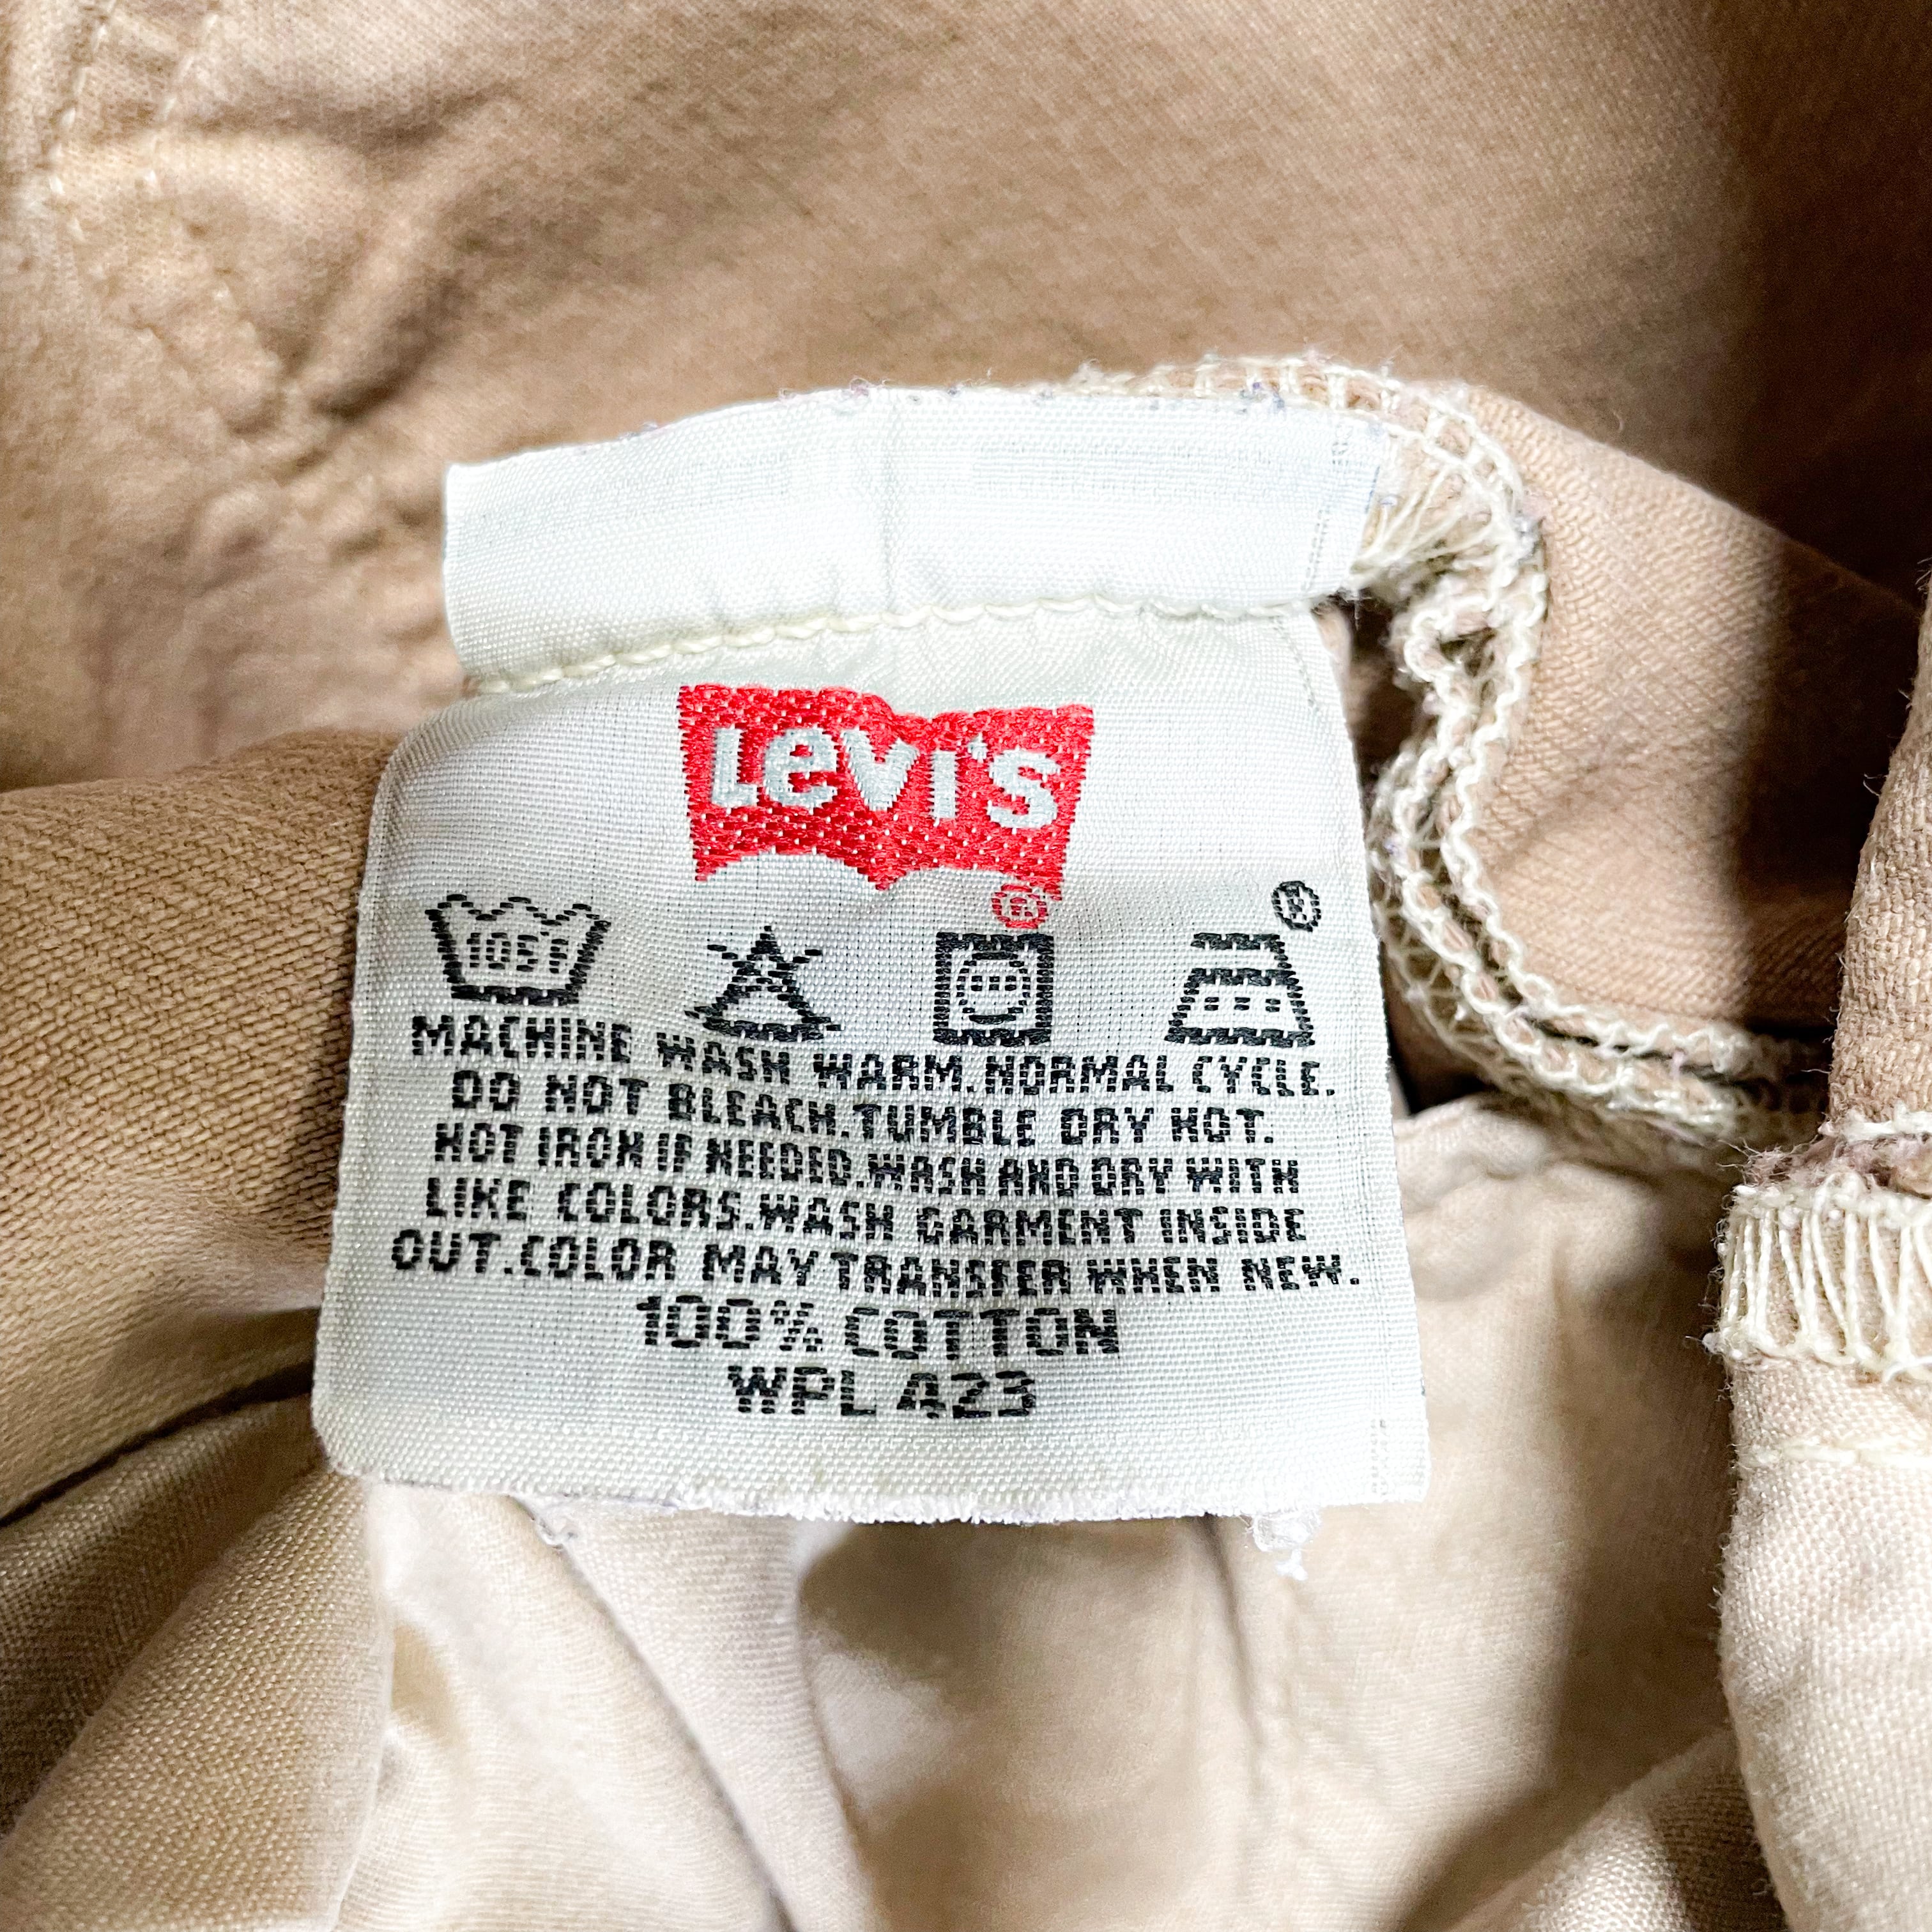 Levi's
®
®
105F
MACHINE WASH WARM.NORMAL CYCLE.
DO NOT BLEACH.TUMBLE DRY HOT.
HOT IRON IF NEEDED.WASH AND DRY WITH
LIKE COLORS.WASH GARMENT INSIDE
OUT.COLOR MAY TRANSFER WHEN NEW.
100% COTTON
WPL 423